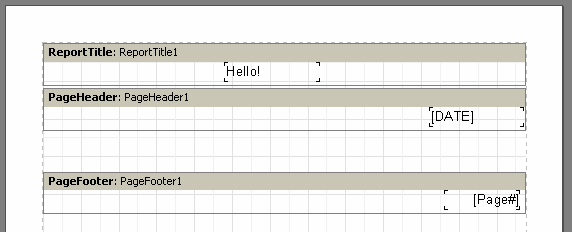 ReportTitle: ReportTitle1
Hello!
PageHeader: PageHeader1
[DATE]
PageFooter: PageFooter1
[Page#]